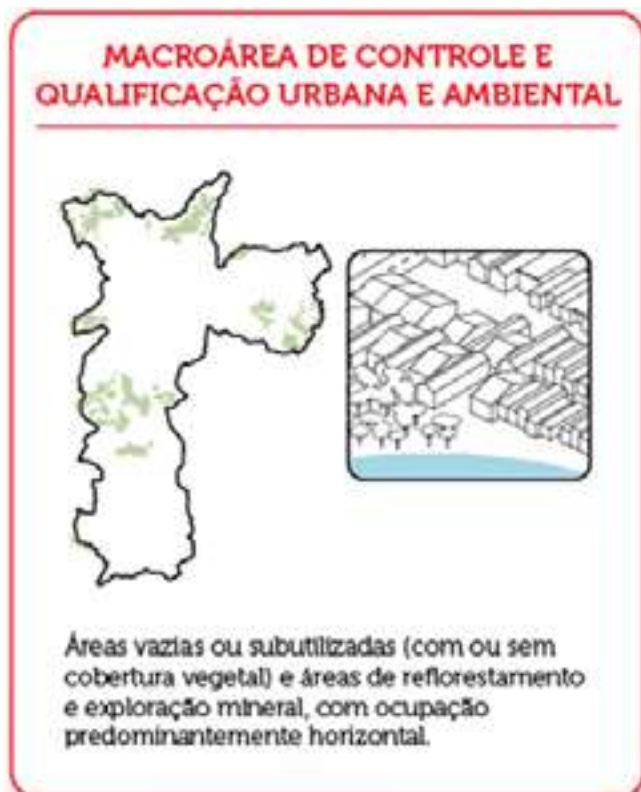 MACROÁREA DE CONTROLE E
QUALIFICAÇÃO URBANA E AMBIENTAL
Áreas vazias ou subutilizadas (com ou sem
cobertura vegetal) e áreas de reflorestamento
e exploração mineral, com ocupação
predominantemente horizontal.